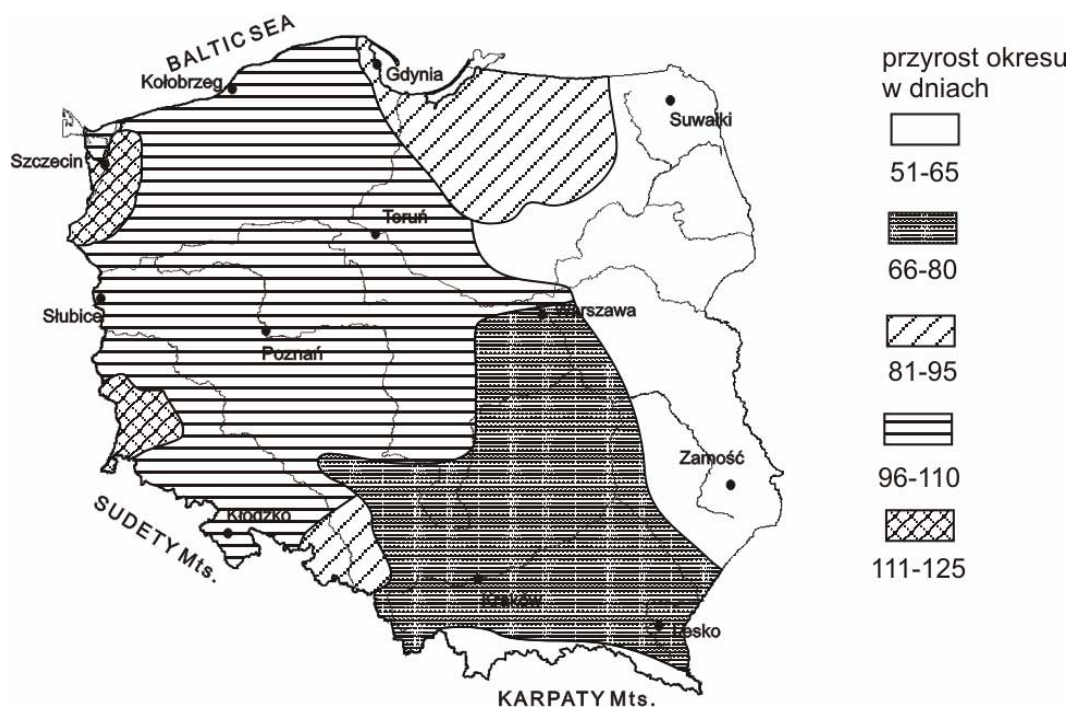 BALTIC SEA
Kołobrzeg
Gdynia
Suwałki
Szczecin
Toruń
Słubice
Warszawa
Poznań
Zamość
Kłodzko
SUDETY Mts.
Kraków
Lesko
KARPATY Mts.
przyrost okresu
w dniach
51-65
66-80
81-95
96-110
111-125